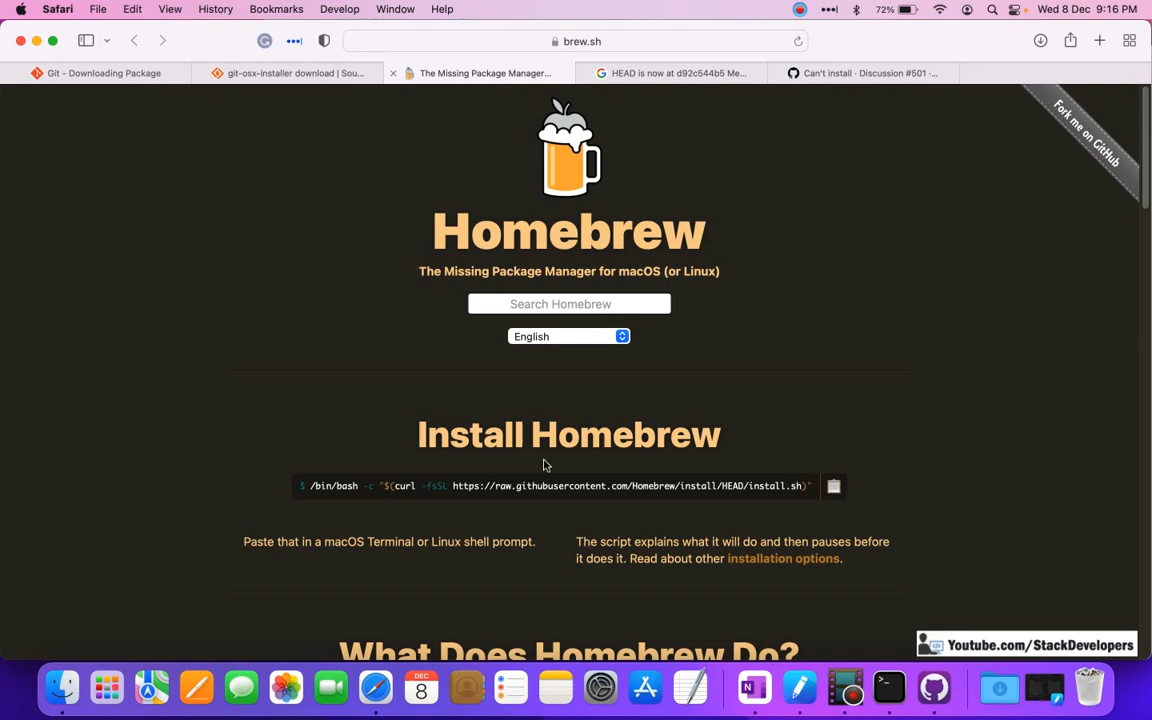 Safari File Edit View History Bookmarks Develop Window Help 72% Wed 8 Dec 9:16 PM
brew.sh
Git - Downloading Package
git-osx-installer download | Sou...
The Missing Package Manager...
HEAD is now at d92c544b5 Me...
Can't install · Discussion #501 ·...
Fork me on GitHub
Homebrew
The Missing Package Manager for macOS (or Linux)
Search Homebrew
English
Install Homebrew
$ /bin/bash -c "$(curl -fsSL https://raw.githubusercontent.com/Homebrew/install/HEAD/install.sh)"
Paste that in a macOS Terminal or Linux shell prompt.
The script explains what it will do and then pauses before
it does it. Read about other installation options.
What Does Homebrew Do?
Youtube.com/StackDevelopers
DEC
8